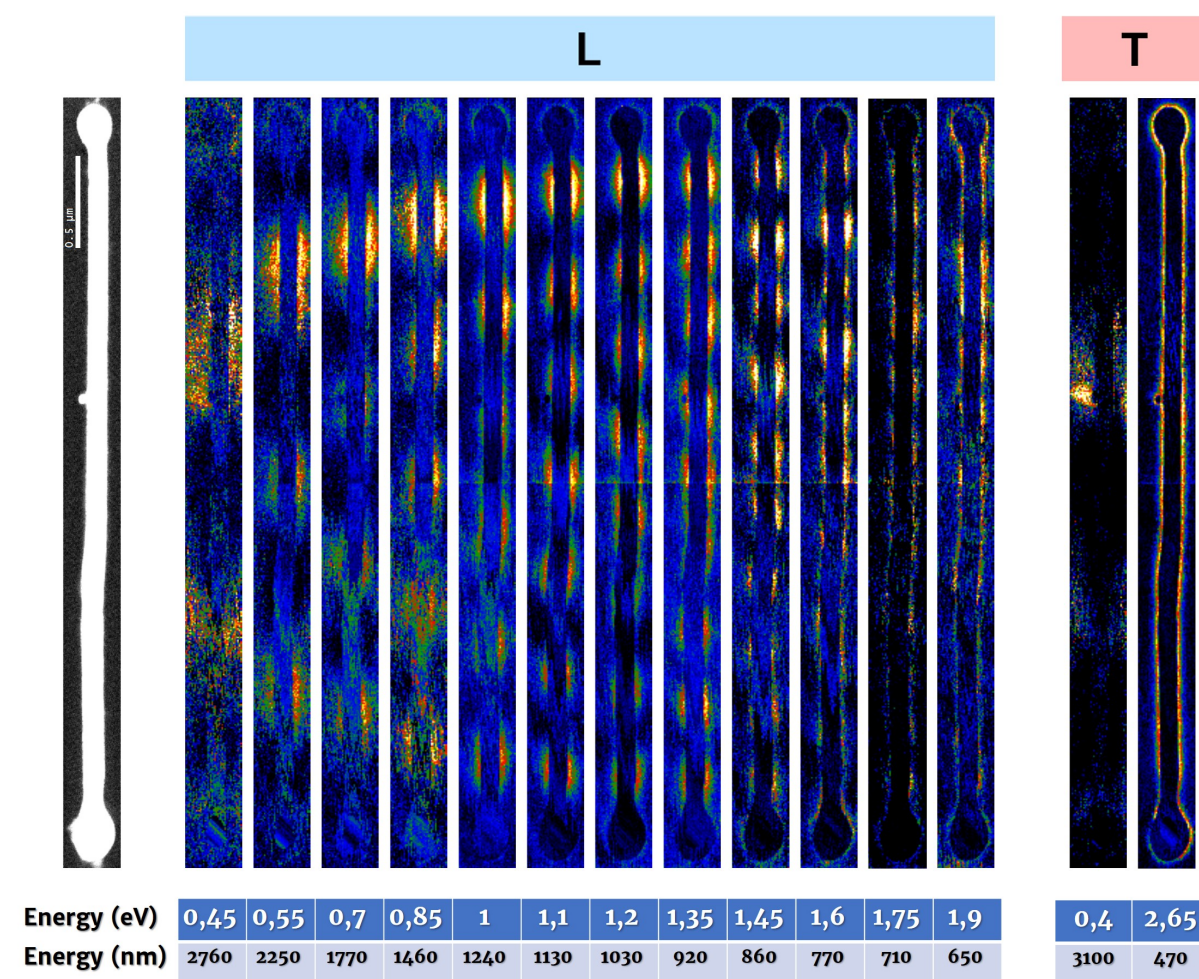 L
T
0.5 µm
Energy (eV) 0,45 0,55 0,7 0,85 1 1,1 1,2 1,35 1,45 1,6 1,75 1,9 0,4 2,65
Energy (nm) 2760 2250 1770 1460 1240 1130 1030 920 860 770 710 650 3100 470